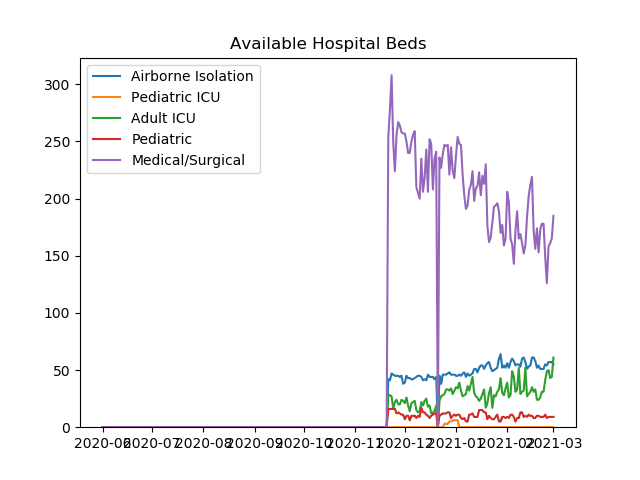 Available Hospital Beds
Airborne Isolation
Pediatric ICU
Adult ICU
Pediatric
Medical/Surgical
300
250
200
150
100
50
0
2020-06 2020-07 2020-08 2020-09 2020-10 2020-11 2020-12 2021-01 2021-02 2021-03